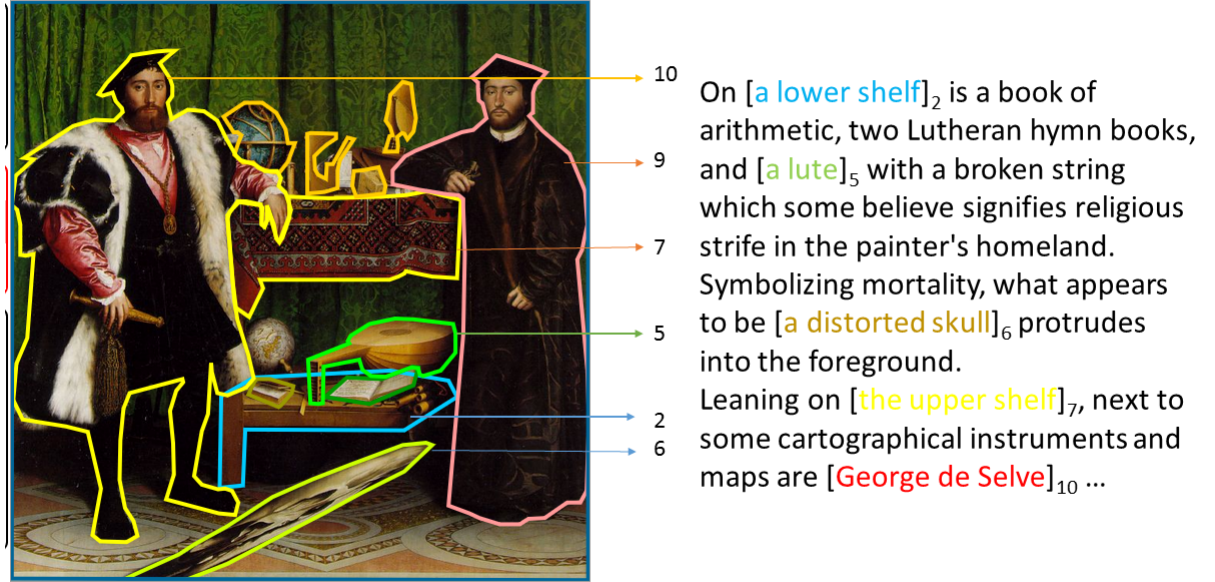 10
9
7
5
2
6
On [a lower shelf]2 is a book of
arithmetic, two Lutheran hymn books,
and [a lute]5 with a broken string
which some believe signifies religious
strife in the painter's homeland.
Symbolizing mortality, what appears
to be [a distorted skull]6 protrudes
into the foreground.
Leaning on [the upper shelf]7, next to
some cartographical instruments and
maps are [George de Selve]10 ...